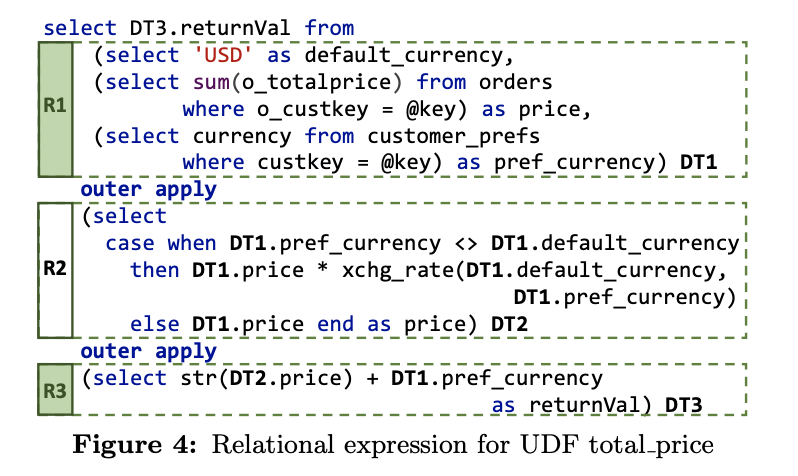 select DT3.returnVal from
(select 'USD' as default_currency,
(select sum(o_totalprice) from orders
R1
where o_custkey = @key) as price,
(select currency from customer_prefs
where custkey = @key) as pref_currency) DT1
outer apply
(select
case when DT1.pref_currency <> DT1.default_currency
R2
then DT1.price * xchg_rate(DT1.default_currency,
DT1.pref_currency)
else DT1.price end as price) DT2
outer apply
R3
(select str(DT2.price) + DT1.pref_currency
as returnVal) DT3
Figure 4: Relational expression for UDF total_price